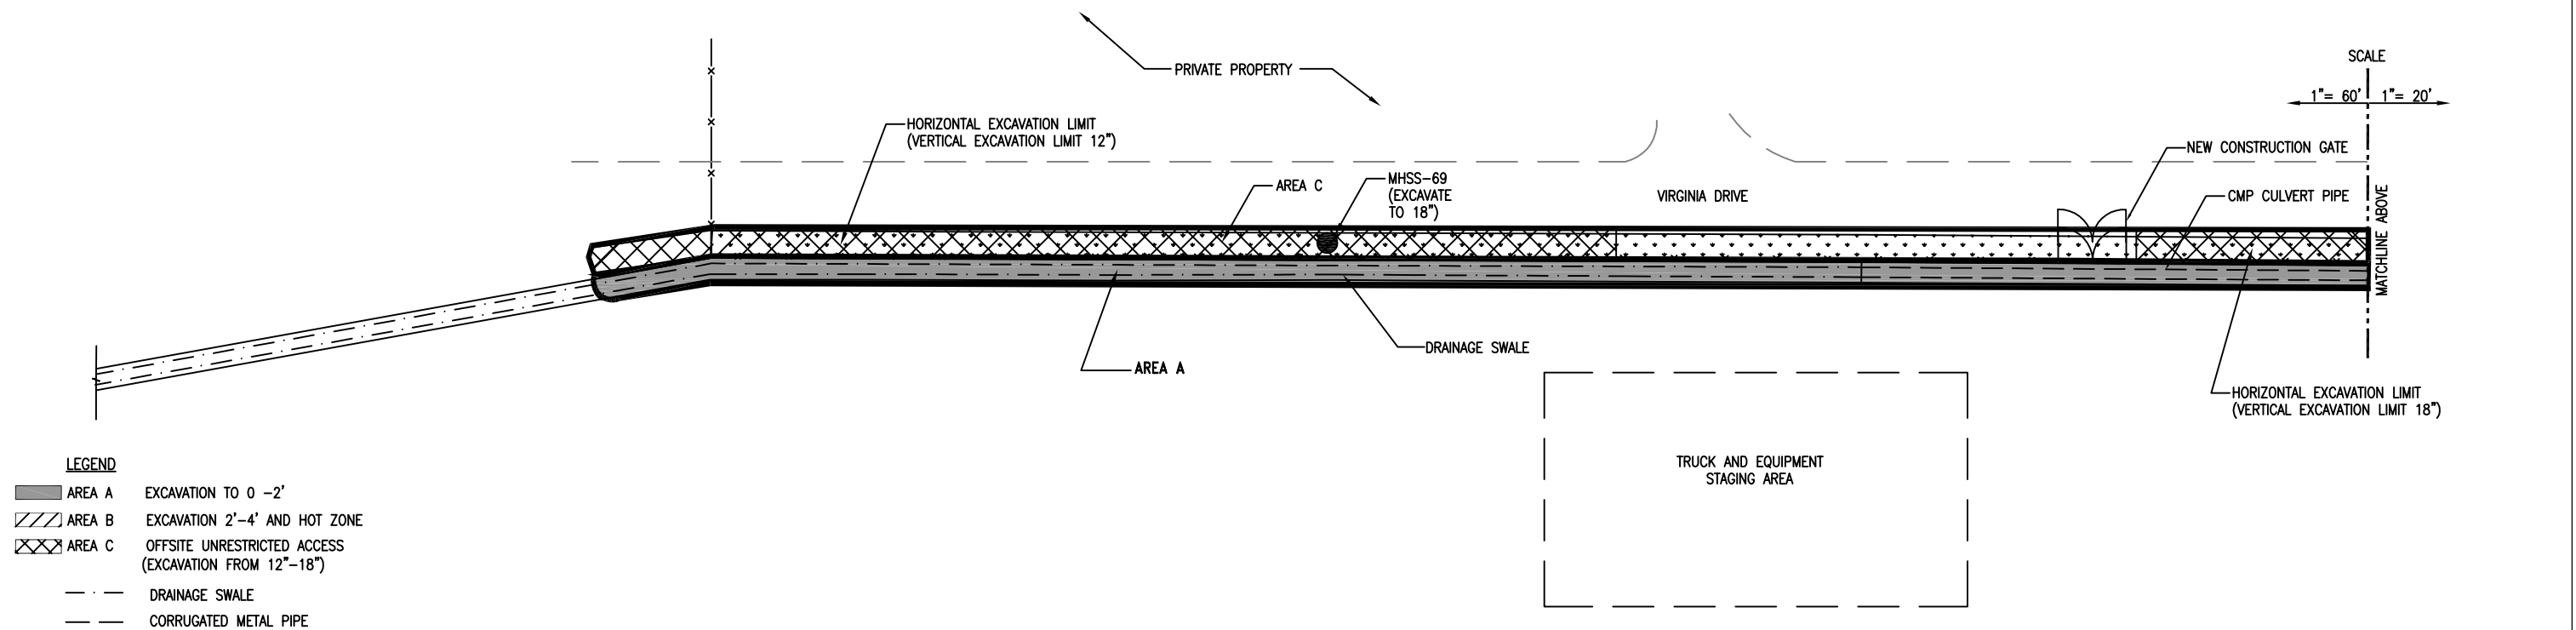 SCALE
PRIVATE PROPERTY
1"= 60' 1"= 20'
HORIZONTAL EXCAVATION LIMIT
(VERTICAL EXCAVATION LIMIT 12")
NEW CONSTRUCTION GATE
AREA C
MHSS-69
(EXCAVATE
TO 18")
VIRGINIA DRIVE
CMP CULVERT PIPE
MATCHLINE ABOVE
DRAINAGE SWALE
AREA A
HORIZONTAL EXCAVATION LIMIT
(VERTICAL EXCAVATION LIMIT 18")
TRUCK AND EQUIPMENT
STAGING AREA
LEGEND
AREA A EXCAVATION TO 0 -2'
AREA B EXCAVATION 2'-4' AND HOT ZONE
AREA C OFFSITE UNRESTRICTED ACCESS
(EXCAVATION FROM 12"-18")
DRAINAGE SWALE
CORRUGATED METAL PIPE